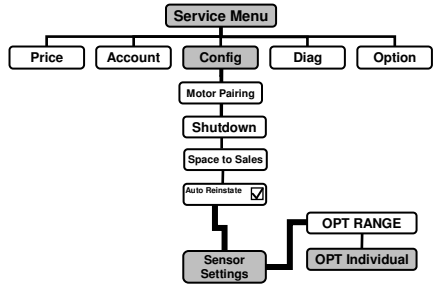 Service Menu
Price
Account
Config
Diag
Option
Motor Pairing
Shutdown
Space to Sales
Auto Reinstate
OPT RANGE
OPT Individual
Sensor
Settings